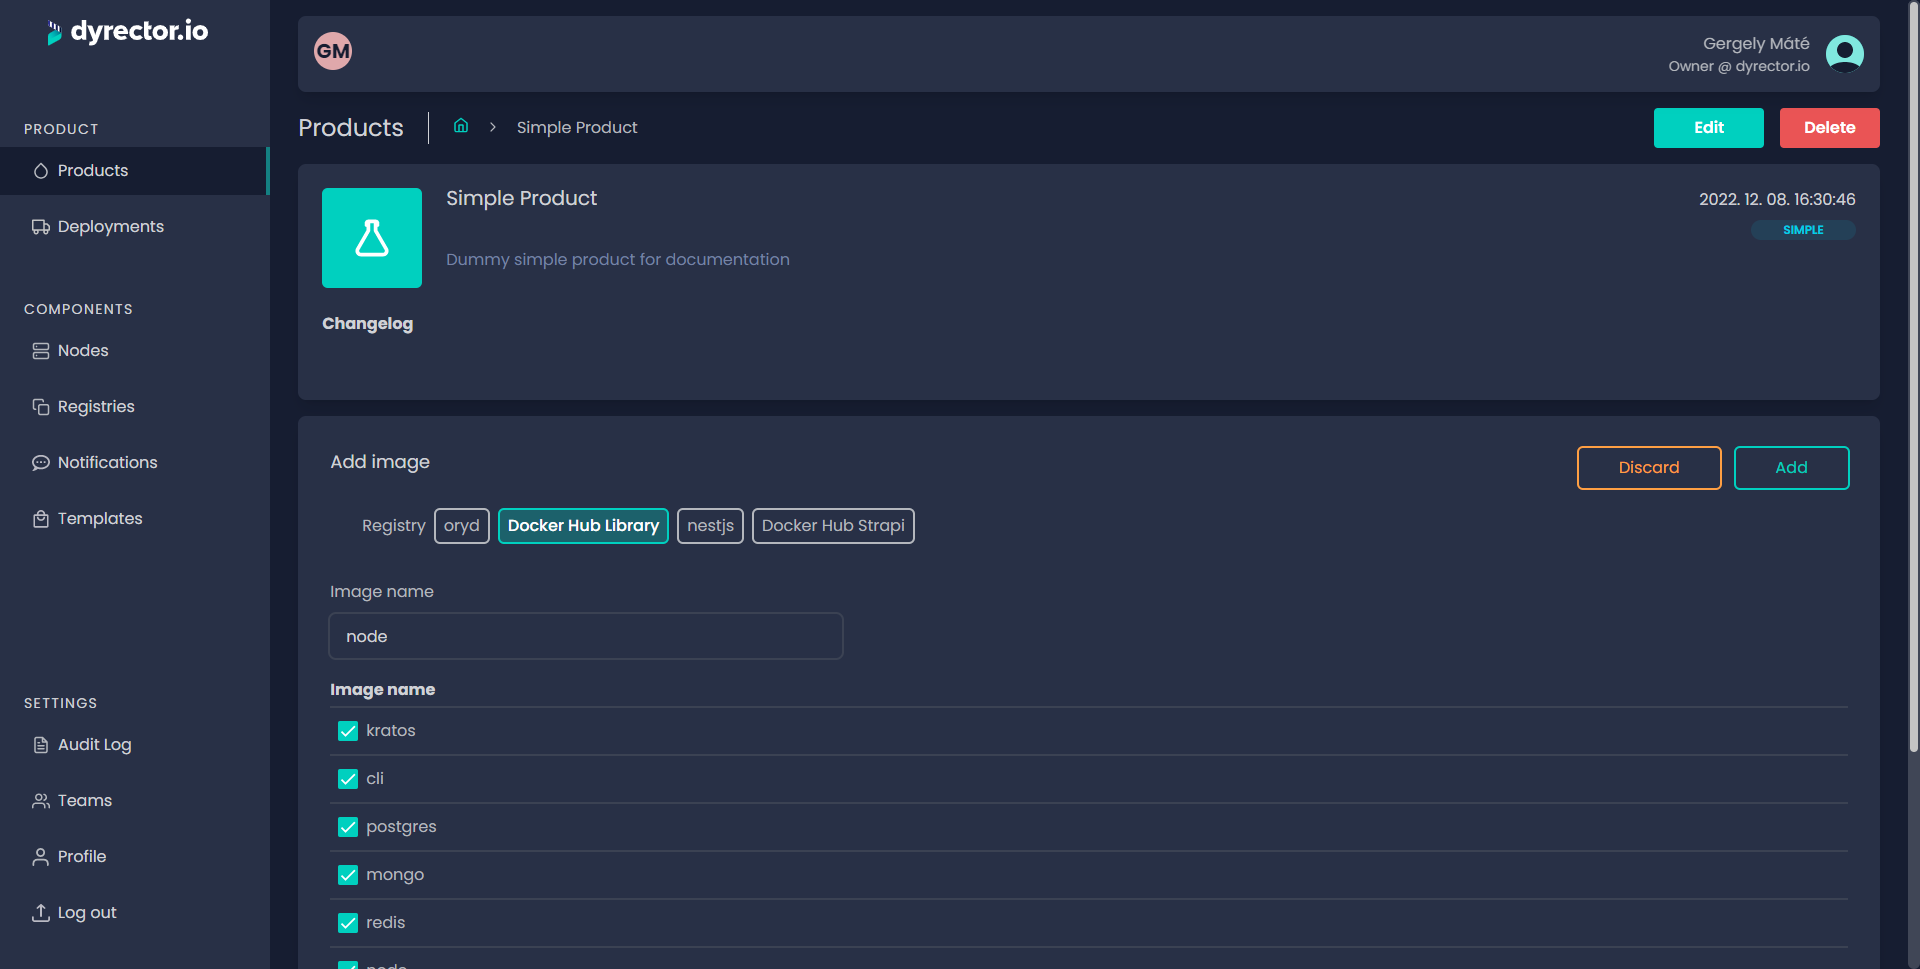 dyrector.io
PRODUCT
Products
Deployments
COMPONENTS
Nodes
Registries
Notifications
Templates
SETTINGS
Audit Log
Teams
Profile
Log out
GM
Gergely Máté
Owner @ dyrector.io
Products
Simple Product
Edit
Delete
Simple Product
2022. 12. 08. 16:30:46
SIMPLE
Dummy simple product for documentation
Changelog
Add image
Discard
Add
Registry
oryd
Docker Hub Library
nestjs
Docker Hub Strapi
Image name
node
Image name
kratos
cli
postgres
mongo
redis
node